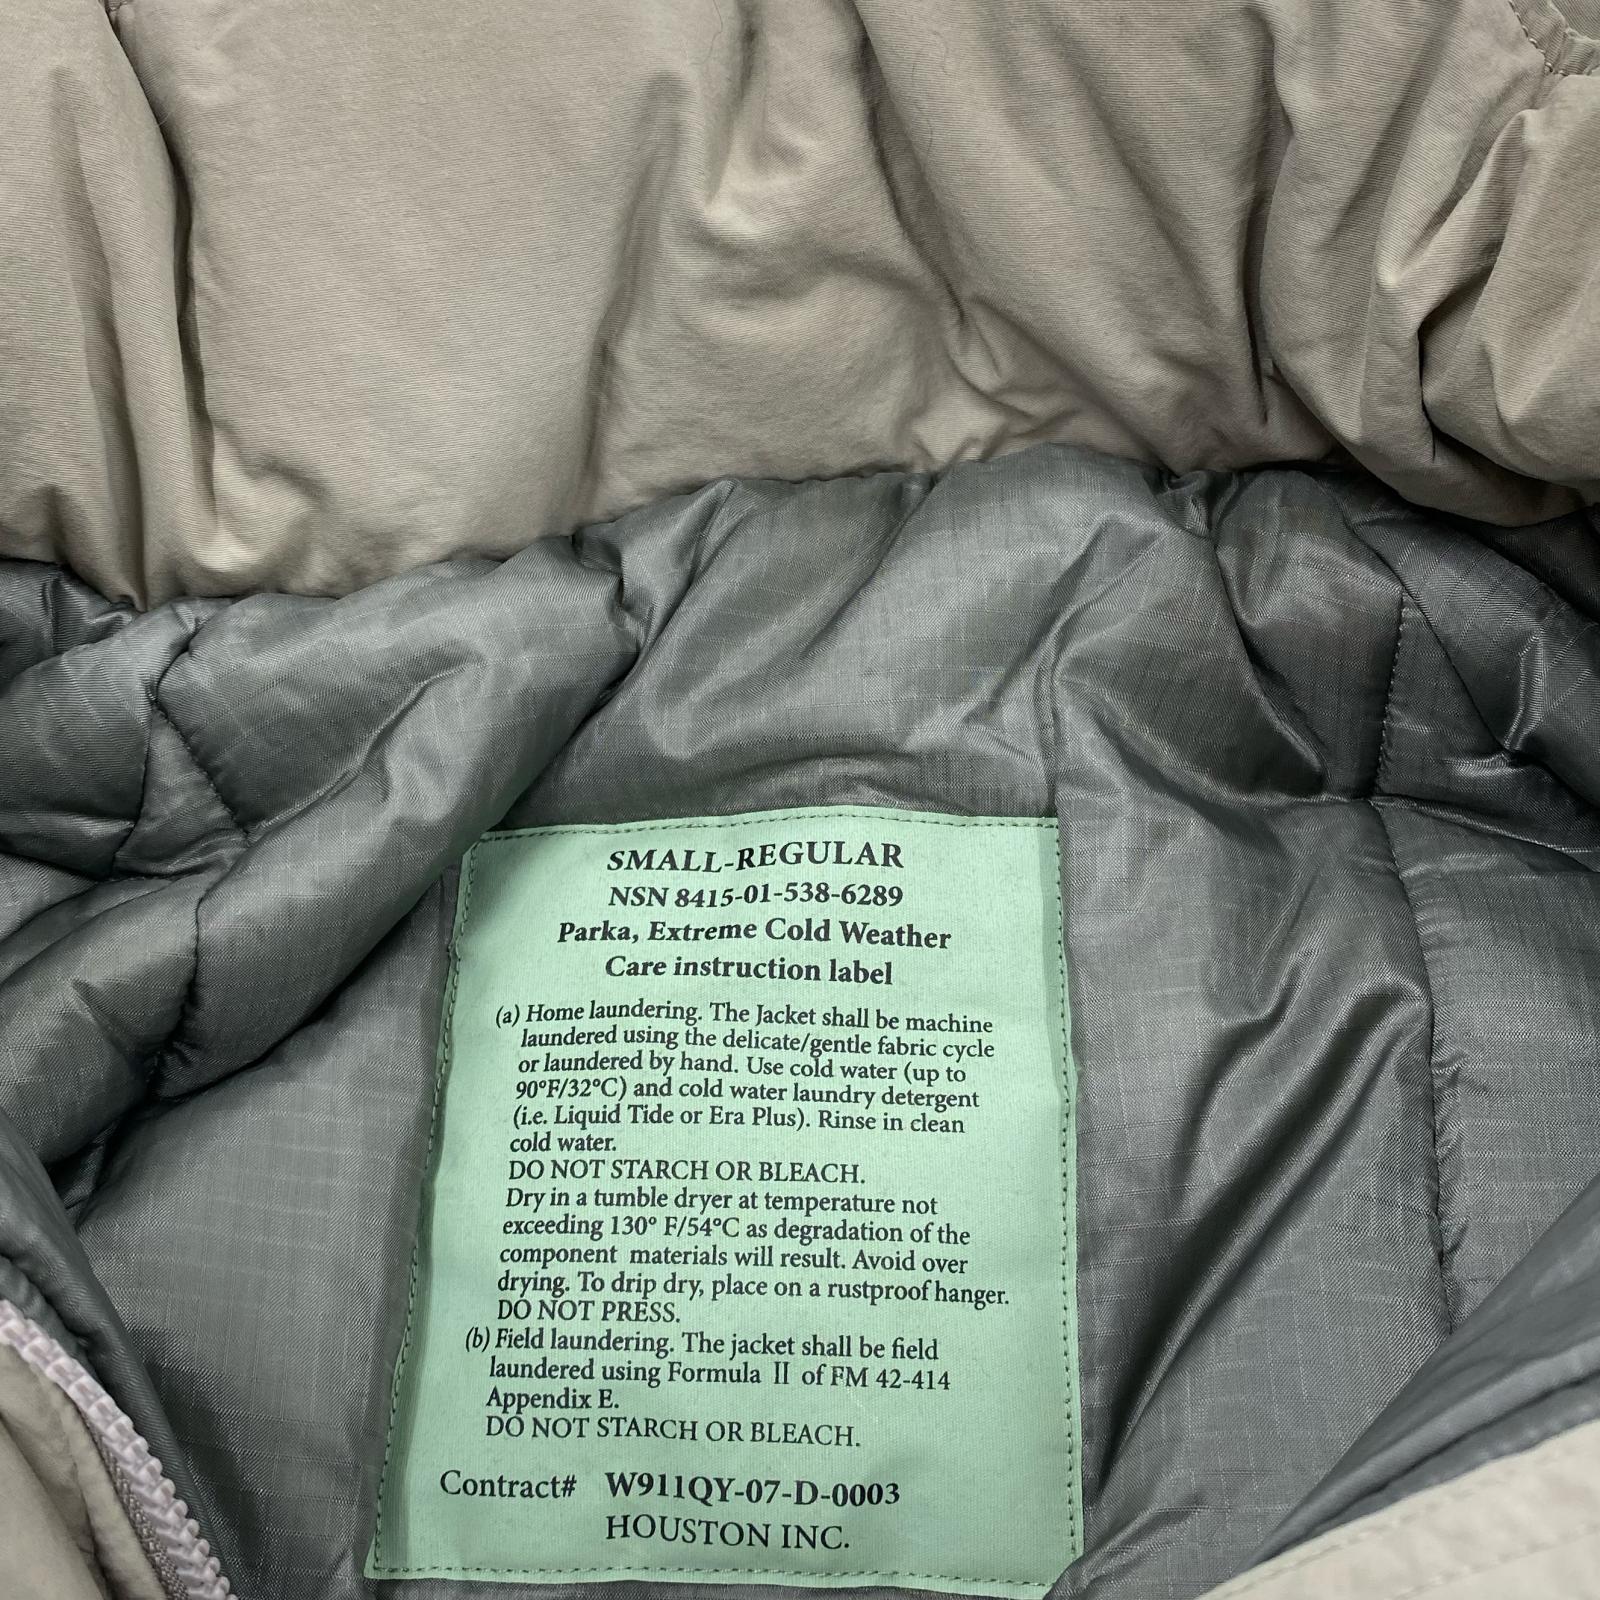 SMALL-REGULAR
NSN 8415-01-538-6289
Parka, Extreme Cold Weather
Care instruction label
(a) Home laundering. The Jacket shall be machine
laundered using the delicate/gentle fabric cycle
or laundered by hand. Use cold water (up to
90°F/32°C) and cold water laundry detergent
(i.e. Liquid Tide or Era Plus). Rinse in clean
cold water.
DO NOT STARCH OR BLEACH.
Dry in a tumble dryer at temperature not
exceeding 130° F/54°C as degradation of the
component materials will result. Avoid over
drying. To drip dry, place on a rustproof hanger.
DO NOT PRESS.
(b) Field laundering. The jacket shall be field
laundered using Formula II of FM 42-414
Appendix E.
DO NOT STARCH OR BLEACH.
Contract# W911QY-07-D-0003
HOUSTON INC.